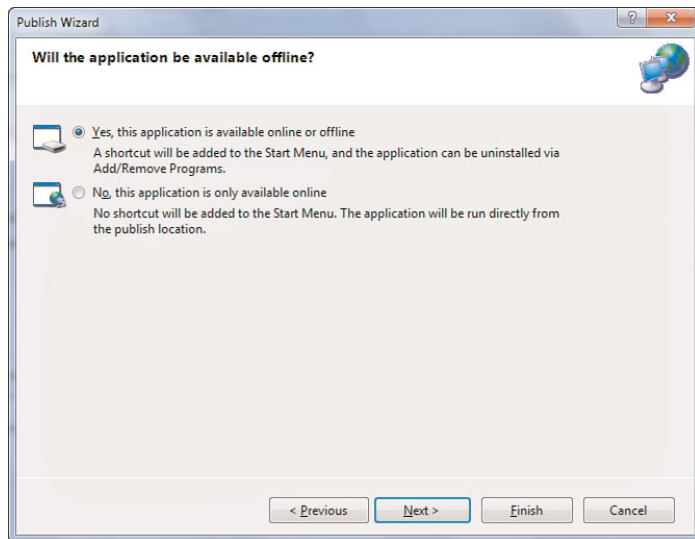 Publish Wizard
?
X
Will the application be available offline?
Yes, this application is available online or offline
A shortcut will be added to the Start Menu, and the application can be uninstalled via
Add/Remove Programs.
No, this application is only available online
No shortcut will be added to the Start Menu. The application will be run directly from
the publish location.
< Previous
Next >
Finish
Cancel